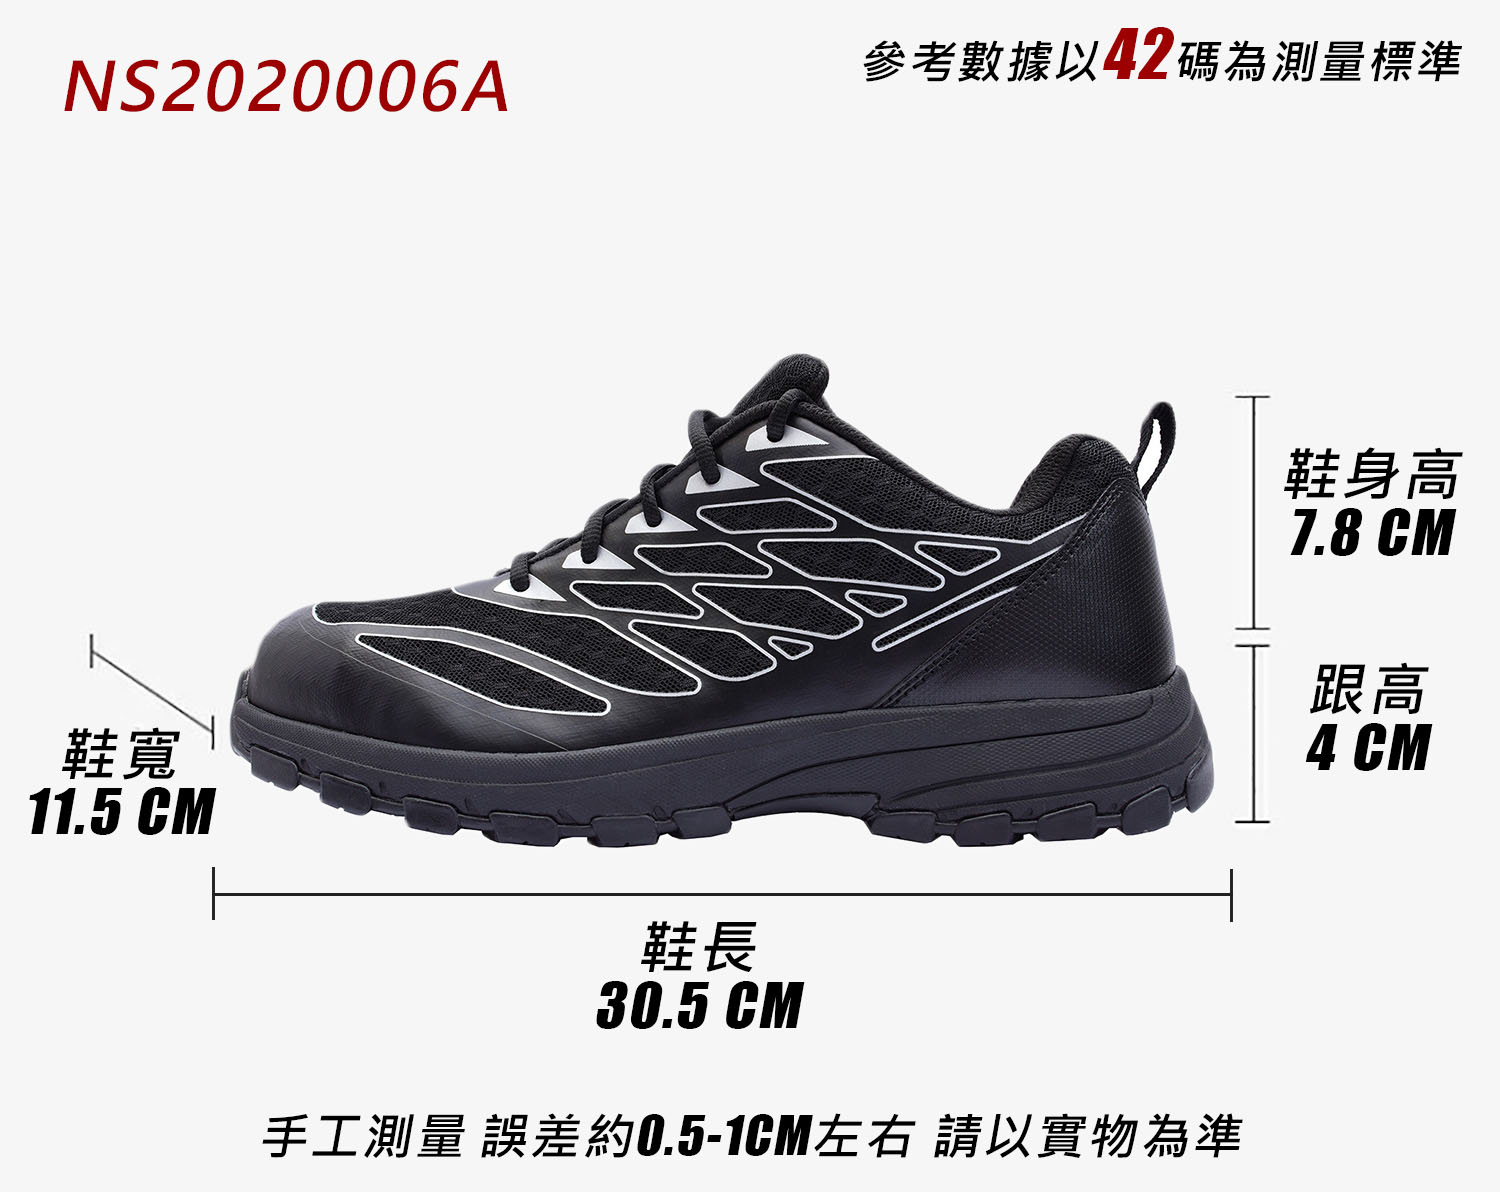 NS2020006A
參考數據以42碼為測量標準
鞋身高
7.8 CM
跟高
4 CM
鞋寬
11.5 CM
鞋長
30.5 CM
手工測量 誤差約0.5-1CM左右 請以實物為準